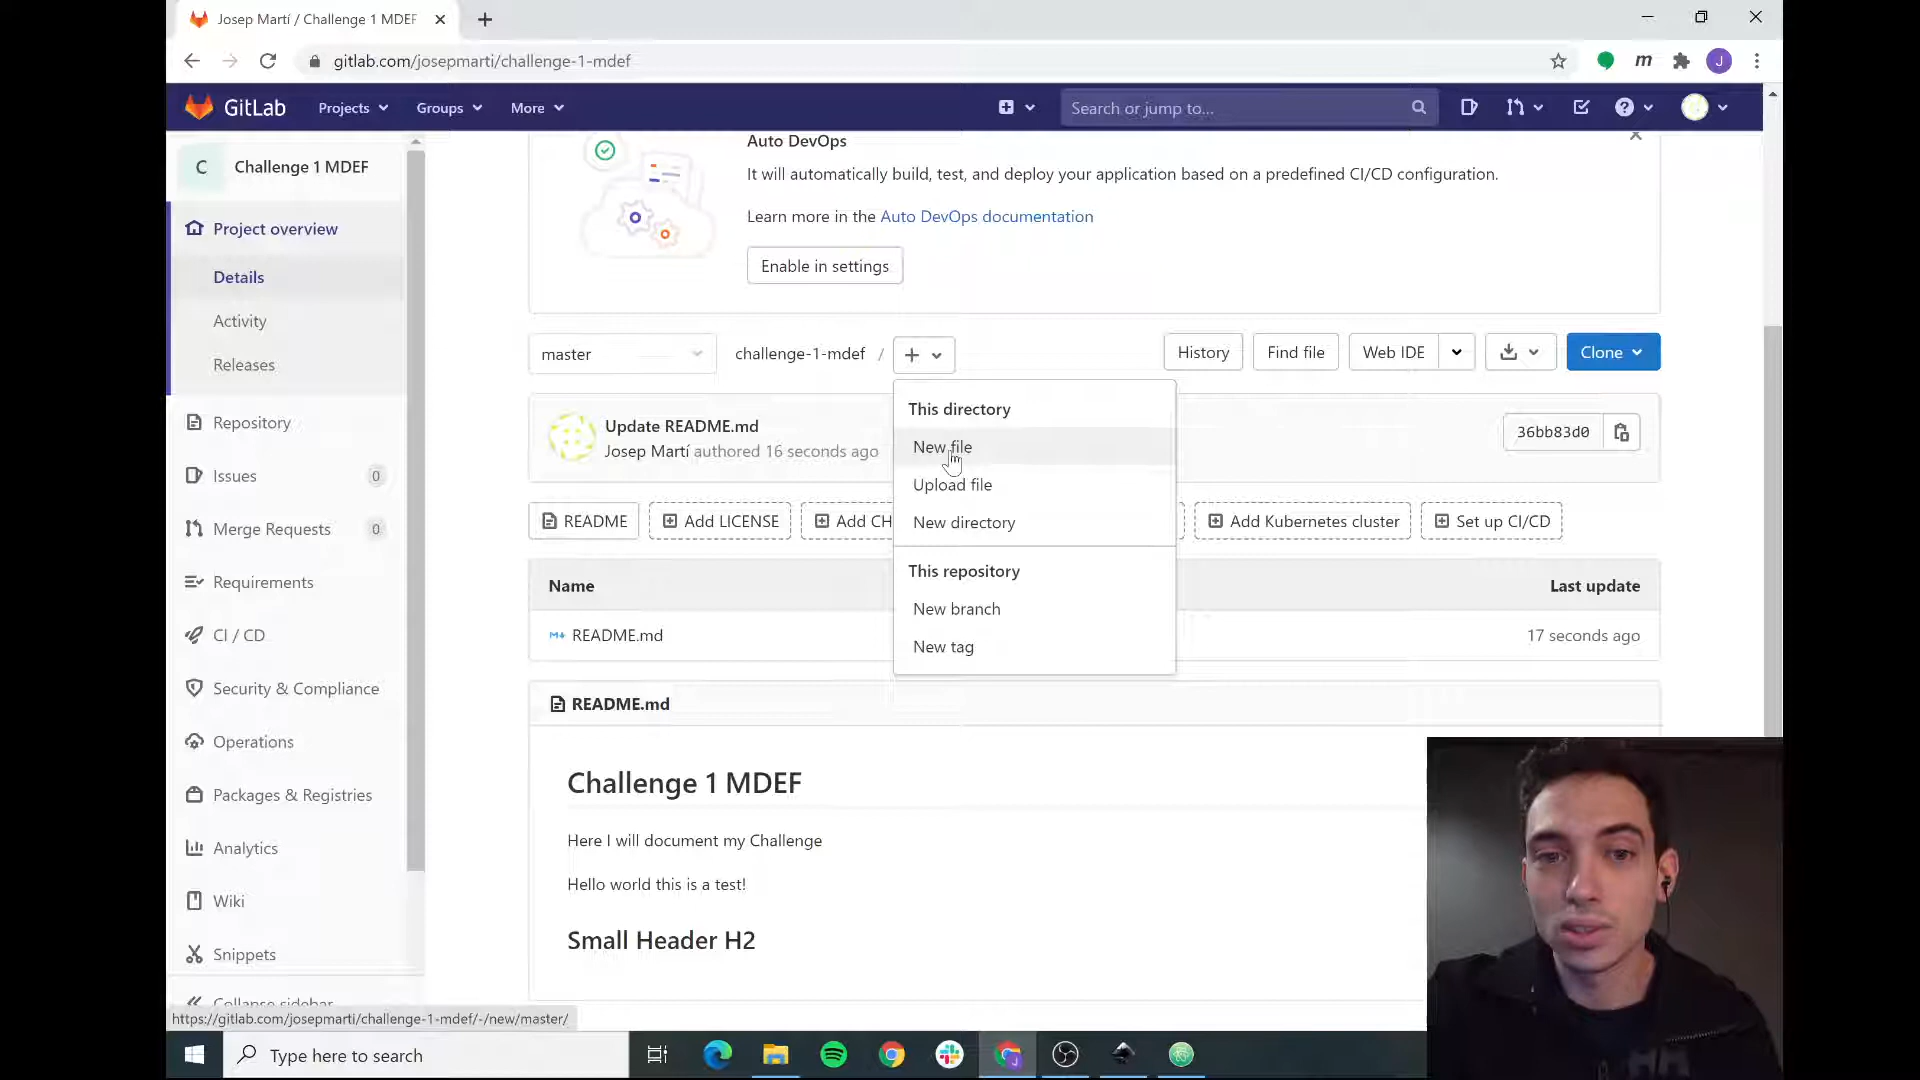 Josep Martí / Challenge 1 MDEF
gitlab.com/josepmarti/challenge-1-mdef
m
J
GitLab
Projects
Groups
More
Search or jump to...
C
Challenge 1 MDEF
Project overview
Details
Activity
Releases
Repository
Issues 0
Merge Requests 0
Requirements
CI / CD
Security & Compliance
Operations
Packages & Registries
Analytics
Wiki
Snippets
Collapse sidebar
Auto DevOps
It will automatically build, test, and deploy your application based on a predefined CI/CD configuration.
Learn more in the Auto DevOps documentation
Enable in settings
master
challenge-1-mdef /
History
Find file
Web IDE
Clone
This directory
New file
Upload file
New directory
This repository
New branch
New tag
Update README.md
Josep Martí authored 16 seconds ago
36bb83d0
README
Add LICENSE
Add CH
Add Kubernetes cluster
Set up CI/CD
Name
Last update
README.md
17 seconds ago
README.md
Challenge 1 MDEF
Here I will document my Challenge
Hello world this is a test!
Small Header H2
https://gitlab.com/josepmarti/challenge-1-mdef/-/new/master/
Type here to search